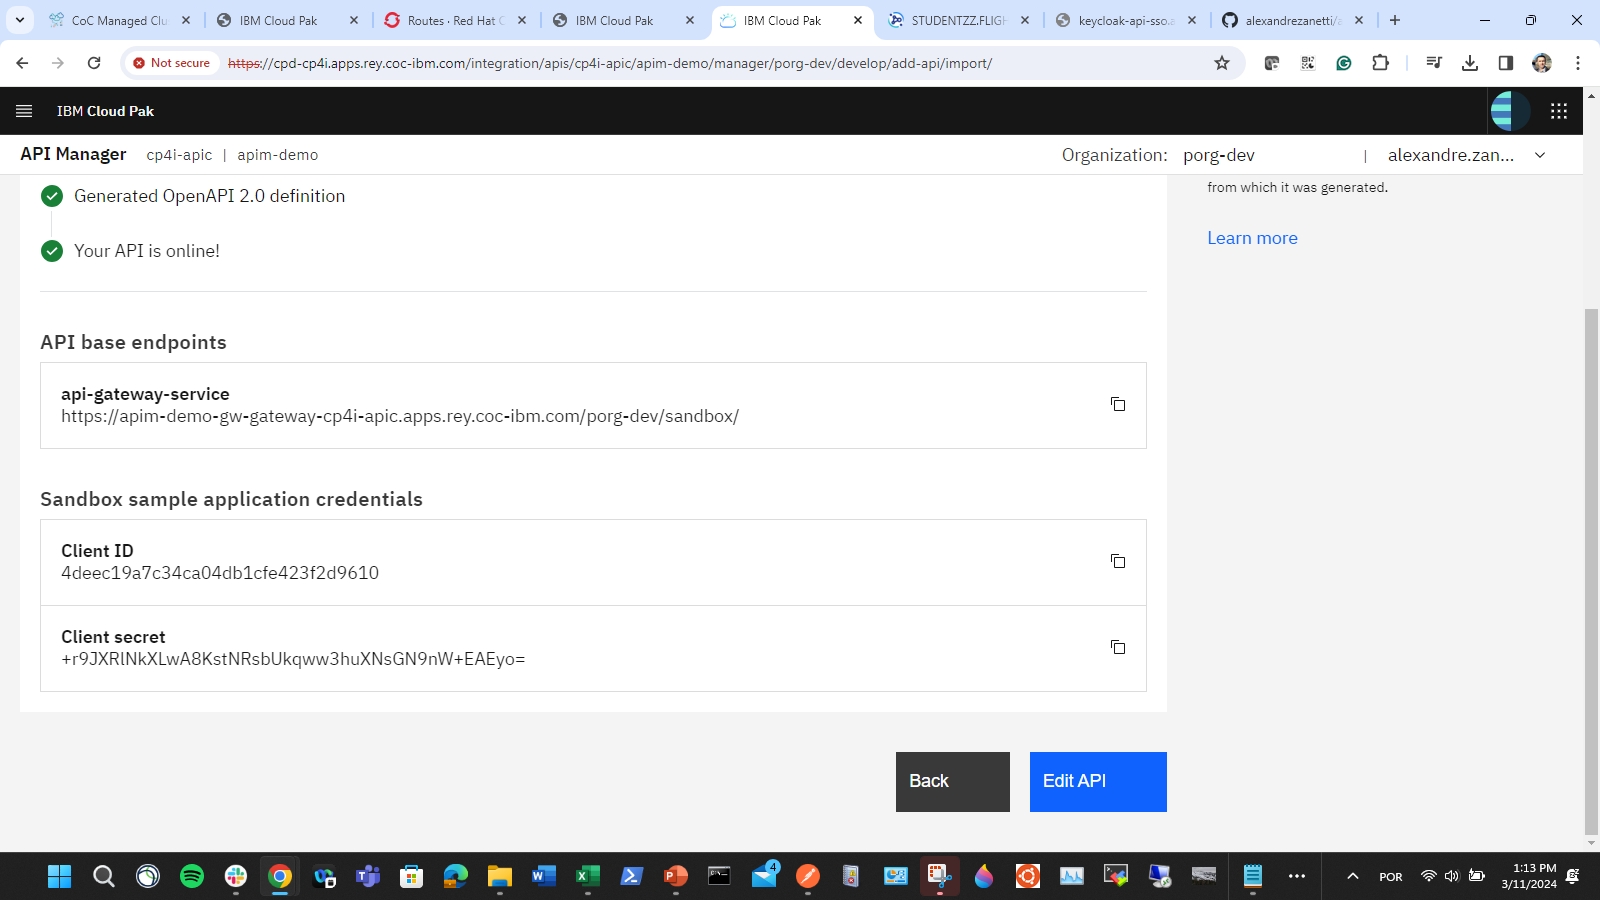 CoC Managed Clu
IBM Cloud Pak
Routes · Red Hat
IBM Cloud Pak
IBM Cloud Pak
STUDENTZZ.FLIGH
keycloak-api-sso.a
alexandrezanetti/a
Not secure
https://cpd-cp4i.apps.rey.coc-ibm.com/integration/apis/cp4i-apic/apim-demo/manager/porg-dev/develop/add-api/import/
IBM Cloud Pak
API Manager cp4i-apic | apim-demo
Organization: porg-dev | alexandre.zan...
Generated OpenAPI 2.0 definition
Your API is online!
from which it was generated.
Learn more
API base endpoints
api-gateway-service
https://apim-demo-gw-gateway-cp4i-apic.apps.rey.coc-ibm.com/porg-dev/sandbox/
Sandbox sample application credentials
Client ID
4deec19a7c34ca04db1cfe423f2d9610
Client secret
+r9JXRlNkXLwA8KstNRsbUkqww3huXNsGN9nW+EAEyo=
Back
Edit API
4
POR
1:13 PM
3/11/2024